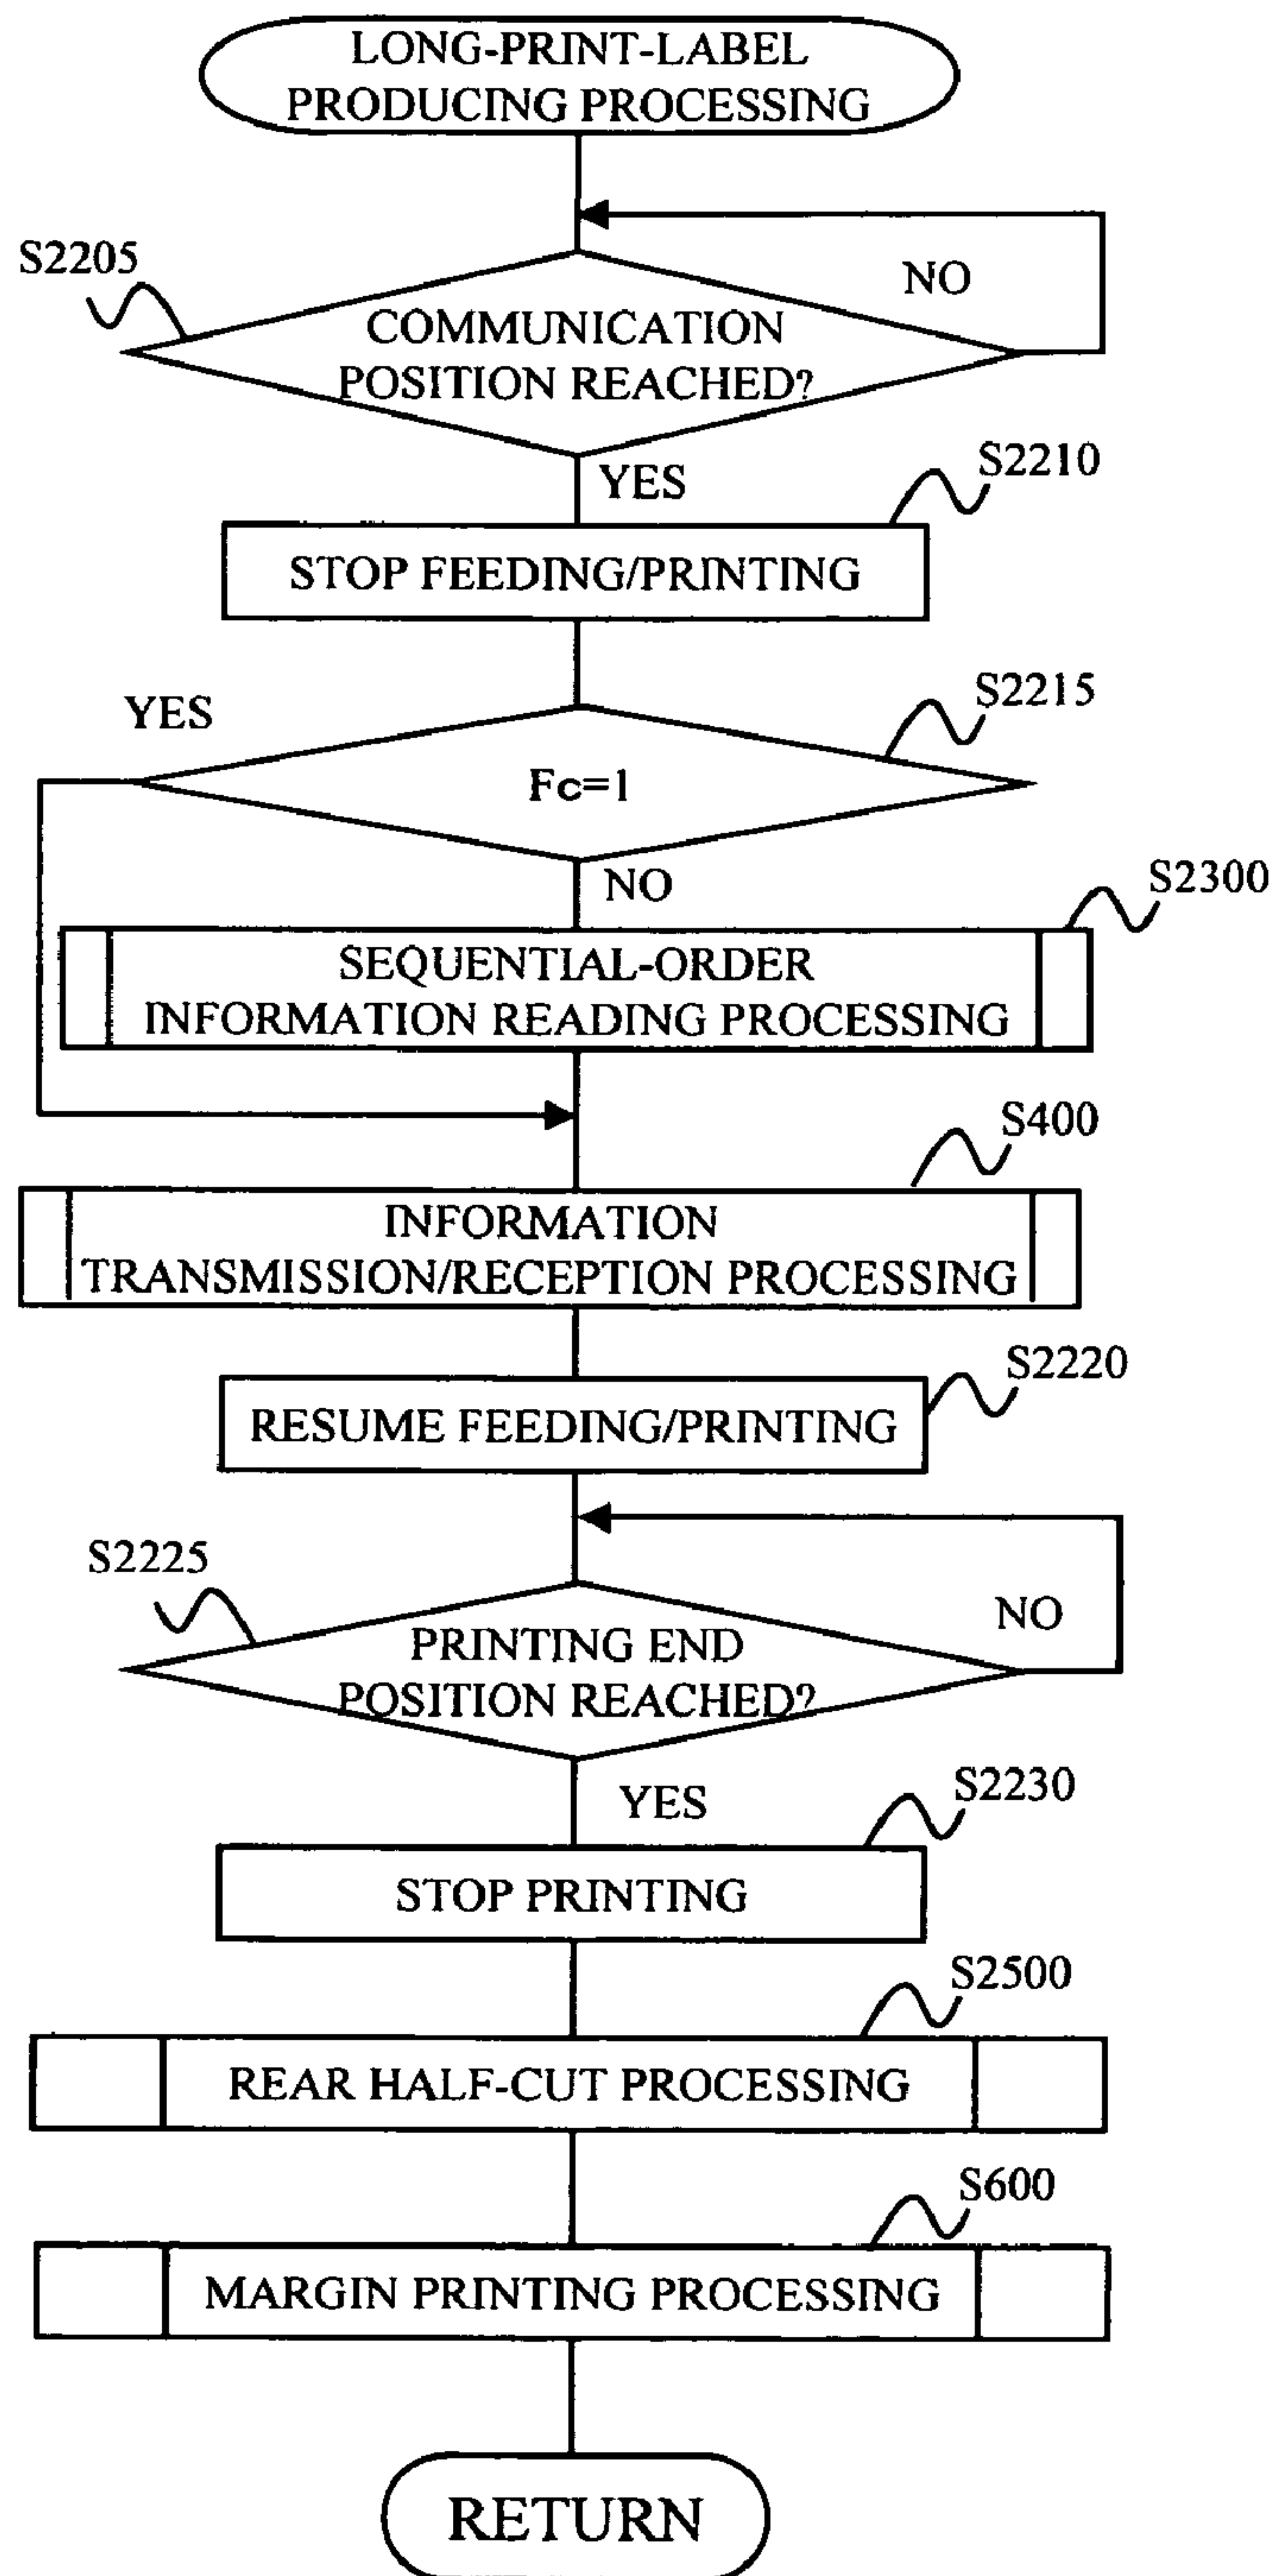 LONG-PRINT-LABEL
PRODUCING PROCESSING
S2205
NO
COMMUNICATION
POSITION REACHED?
YES
S2210
STOP FEEDING/PRINTING
S2215
YES
Fc=1
NO
S2300
SEQUENTIAL-ORDER
INFORMATION READING PROCESSING
S400
INFORMATION
TRANSMISSION/RECEPTION PROCESSING
S2220
RESUME FEEDING/PRINTING
S2225
NO
PRINTING END
POSITION REACHED?
YES
S2230
STOP PRINTING
S2500
REAR HALF-CUT PROCESSING
S600
MARGIN PRINTING PROCESSING
RETURN